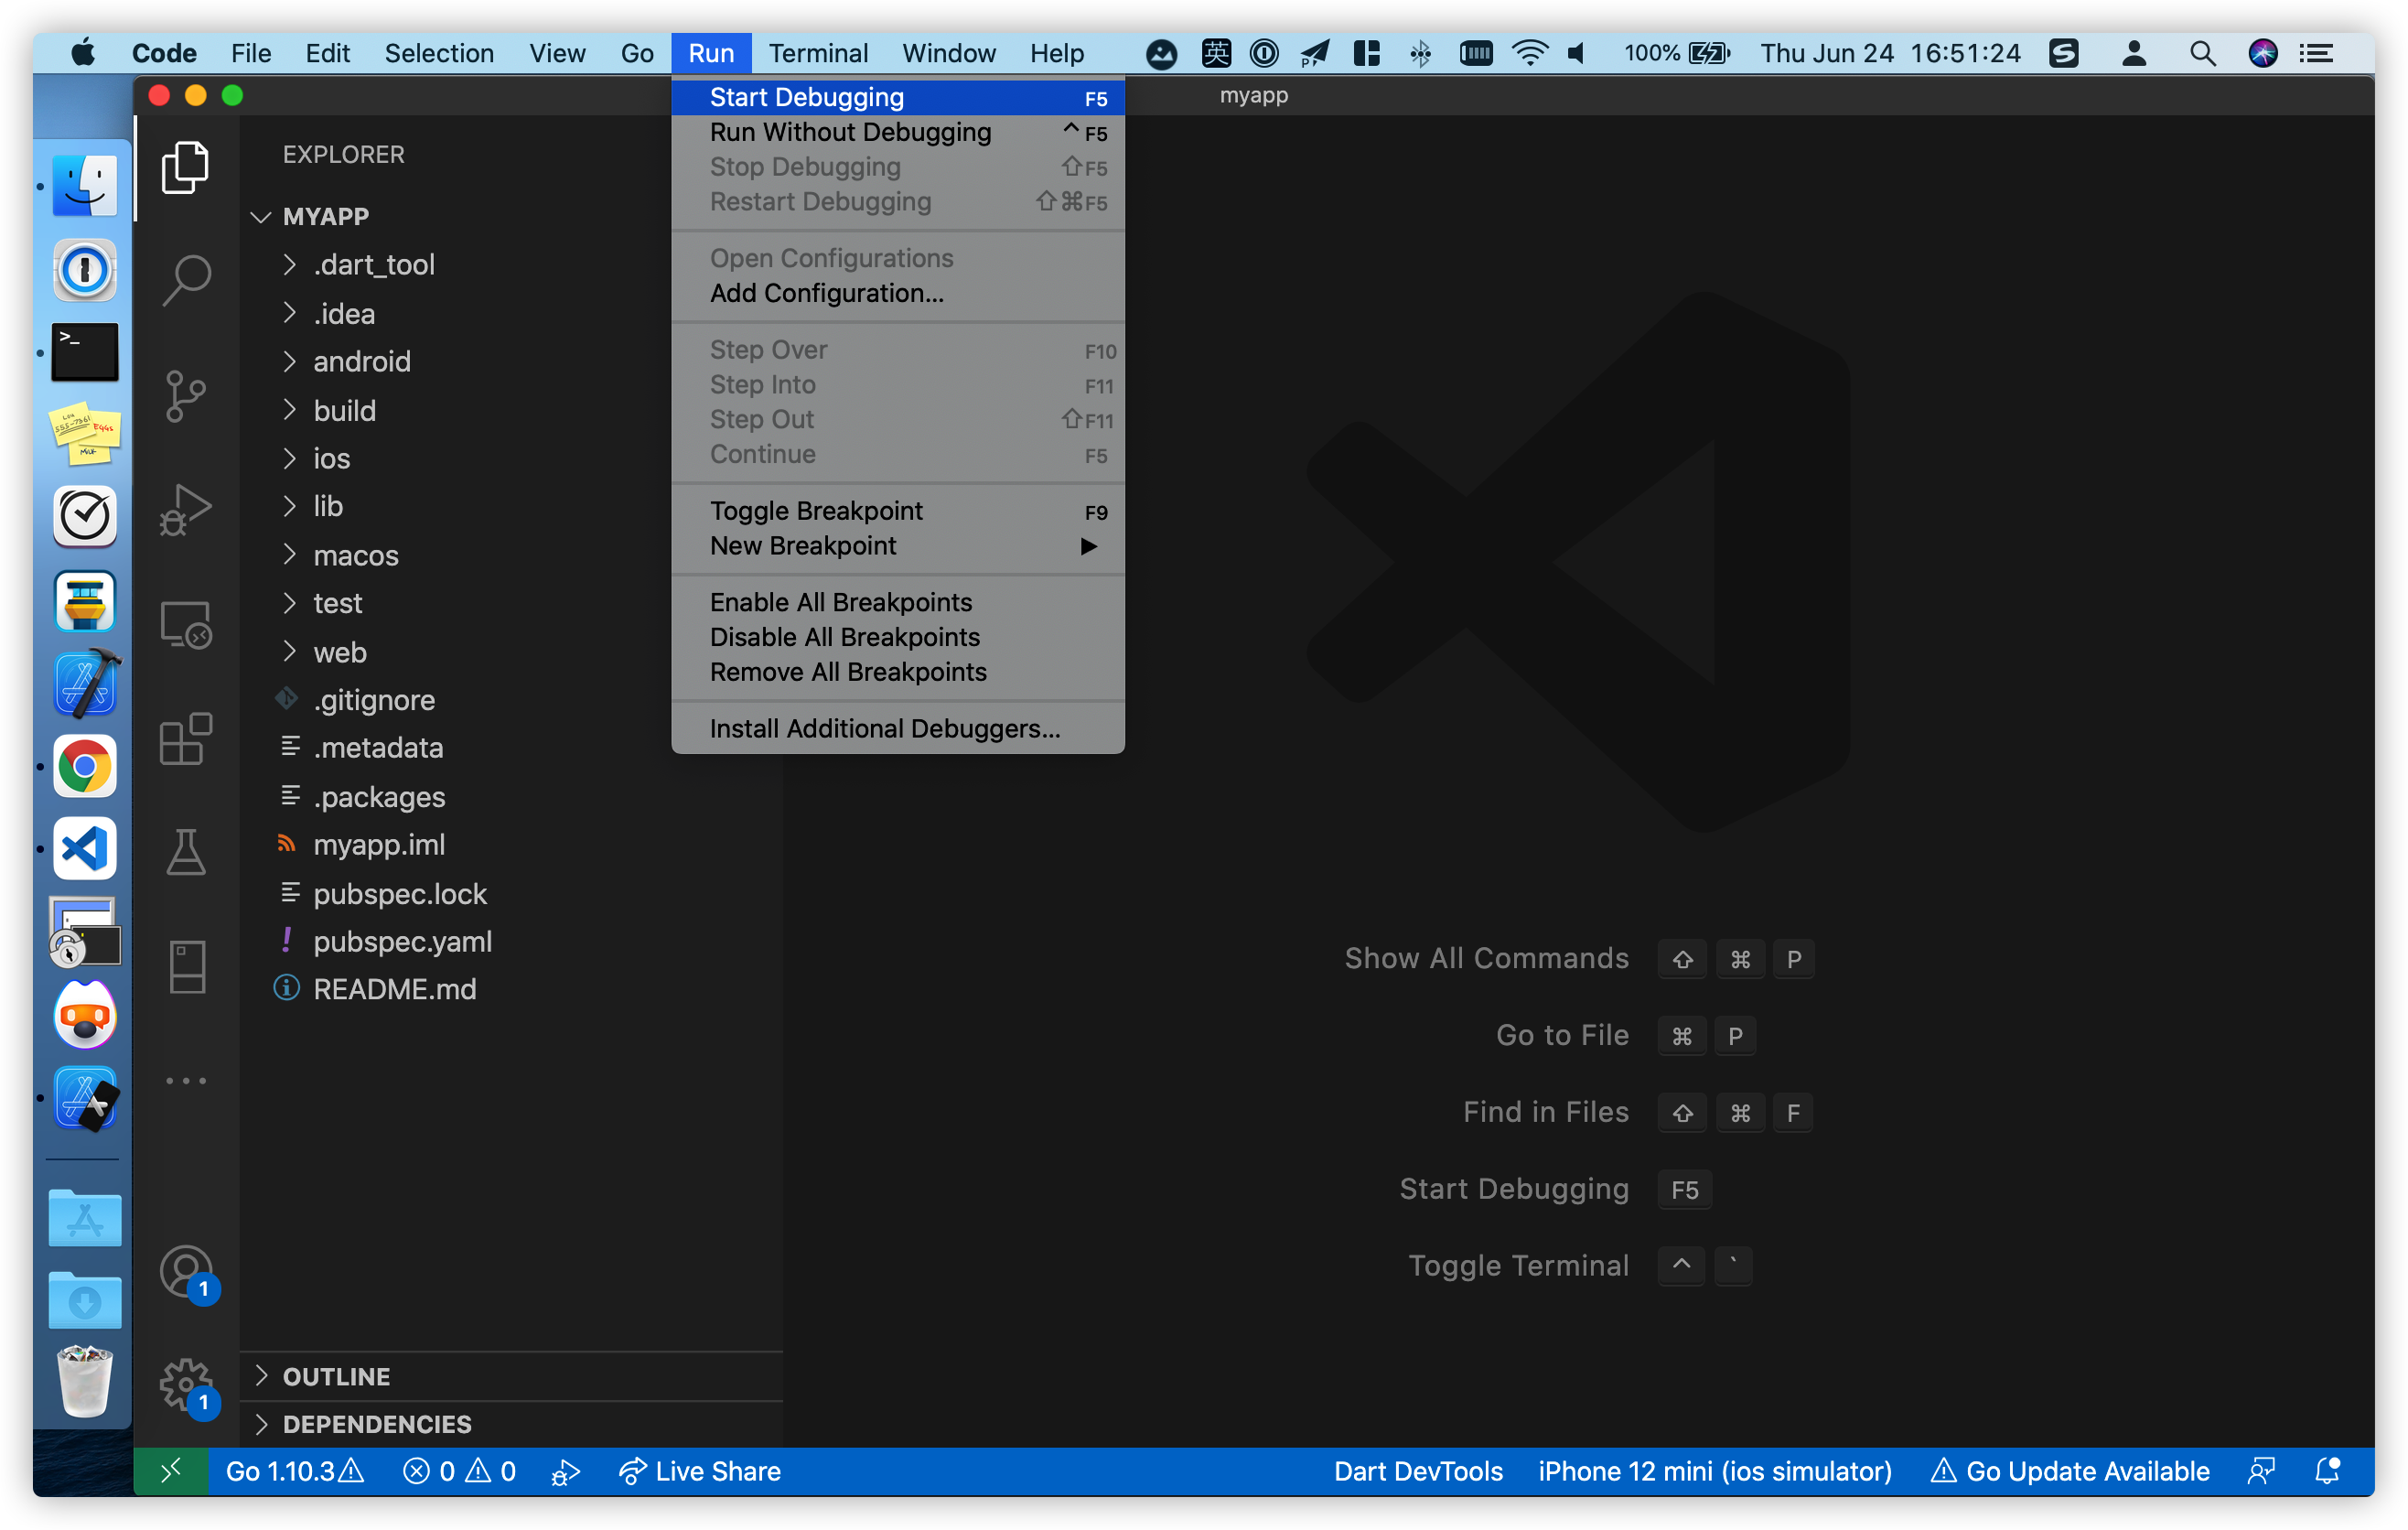 Code File Edit Selection View Go Run Terminal Window Help 英 100% Thu Jun 24 16:51:24
myapp
Start Debugging F5
Run Without Debugging ^ F5
Stop Debugging ⇧F5
Restart Debugging ⇧⌘F5
Open Configurations
Add Configuration...
Step Over F10
Step Into F11
Step Out ⇧F11
Continue F5
Toggle Breakpoint F9
New Breakpoint ▶
Enable All Breakpoints
Disable All Breakpoints
Remove All Breakpoints
Install Additional Debuggers...
EXPLORER
MYAPP
.dart_tool
.idea
android
build
ios
lib
macos
test
web
.gitignore
.metadata
.packages
myapp.iml
pubspec.lock
pubspec.yaml
README.md
OUTLINE
DEPENDENCIES
1
1
Show All Commands ⇧ ⌘ P
Go to File ⌘ P
Find in Files ⇧ ⌘ F
Start Debugging F5
Toggle Terminal ^ `
Go 1.10.3 0 0 Live Share Dart DevTools iPhone 12 mini (ios simulator) Go Update Available